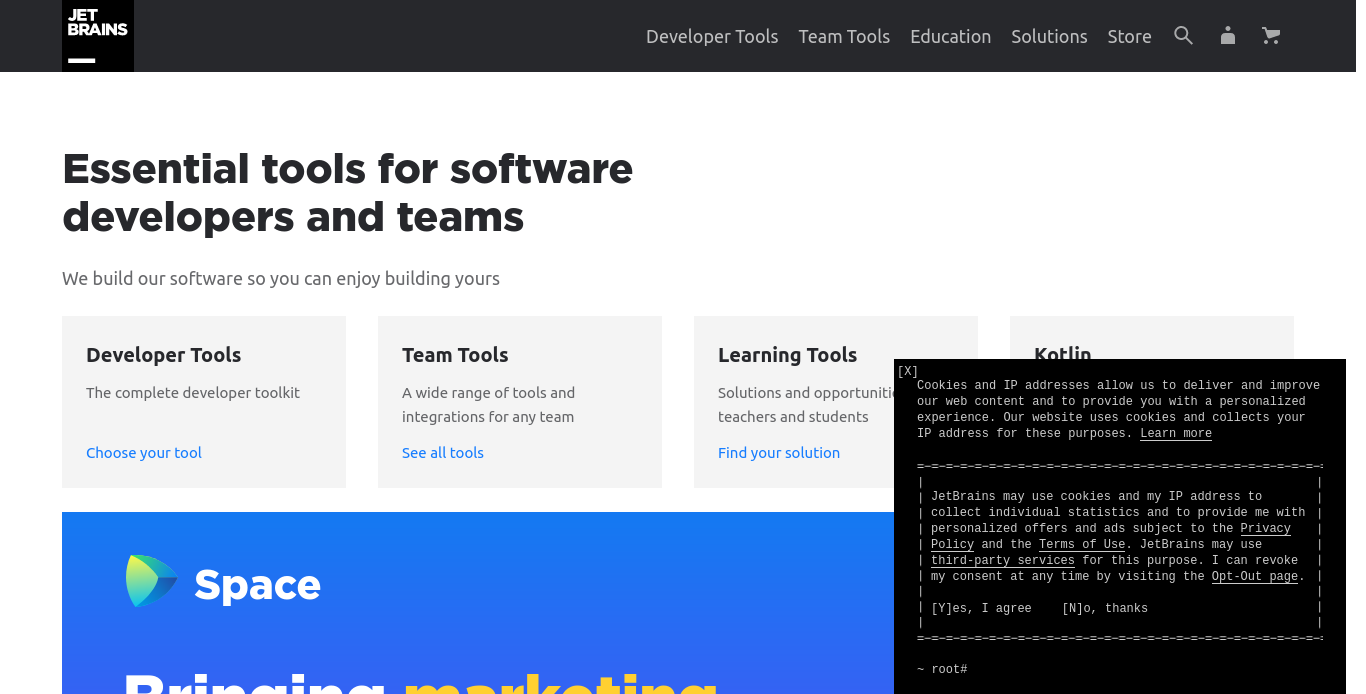 JET
BRAINS
Developer Tools Team Tools Education Solutions Store
Essential tools for software
developers and teams
We build our software so you can enjoy building yours
Developer Tools
The complete developer toolkit
Choose your tool
Team Tools
A wide range of tools and
integrations for any team
See all tools
Learning Tools
Solutions and
teachers and students
Find your solution
Kotlin
[X]
Cookies and IP addresses allow us to deliver and improve
our web content and to provide you with a personalized
experience. Our website uses cookies and collects your
IP address for these purposes. Learn more
JetBrains may use cookies and my IP address to
collect individual statistics and to provide me with
personalized offers and ads subject to the Privacy
Policy and the Terms of Use. JetBrains may use
third-party services for this purpose. I can revoke
my consent at any time by visiting the Opt-Out page.
[Y]es, I agree [N]o, thanks
~ root#
Space
Bringing marketing